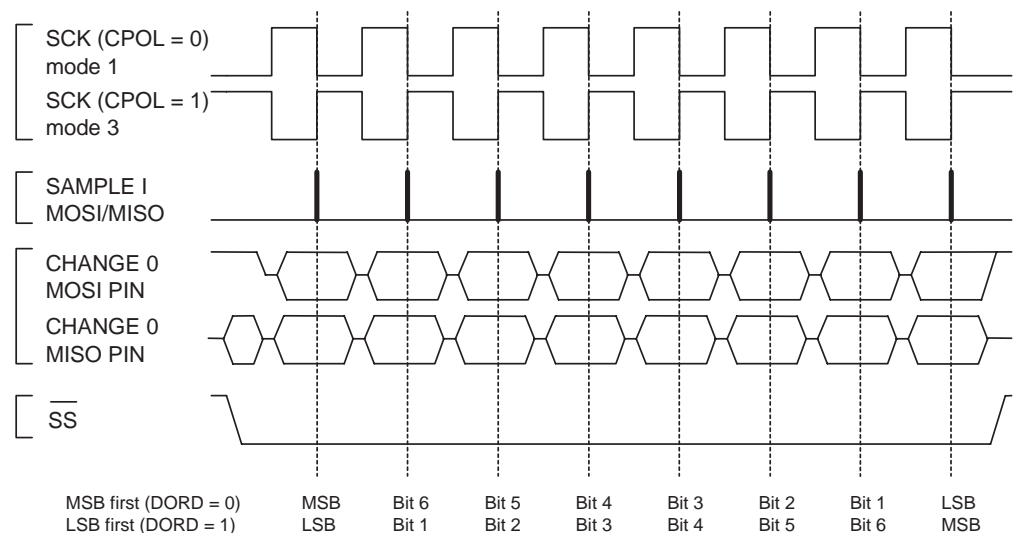 SCK (CPOL = 0)
mode 1
SCK (CPOL = 1)
mode 3
SAMPLE I
MOSI/MISO
CHANGE 0
MOSI PIN
CHANGE 0
MISO PIN
SS
MSB first (DORD = 0) MSB Bit 6 Bit 5 Bit 4 Bit 3 Bit 2 Bit 1 LSB
LSB first (DORD = 1) LSB Bit 1 Bit 2 Bit 3 Bit 4 Bit 5 Bit 6 MSB